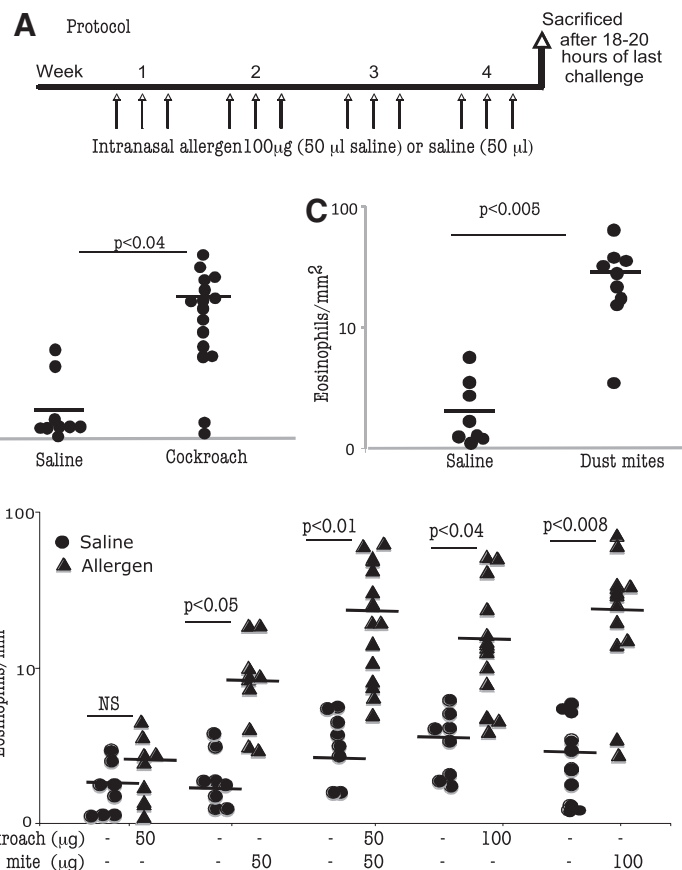 A Protocol
Sacrificed
after 18-20
hours of last
challenge
Week 1 2 3 4
Intranasal allergen100µg (50 µl saline) or saline (50 µl)
p<0.04
Saline Cockroach
C
100
10
0
Eosinophils/mm²
p<0.005
Saline Dust mites
100
10
0
Saline
Allergen
NS
p<0.05
p<0.01
p<0.04
p<0.008
(µg) - 50 - - - 50 - 100 - -
mite (µg) - - - 50 - 50 - - - 100